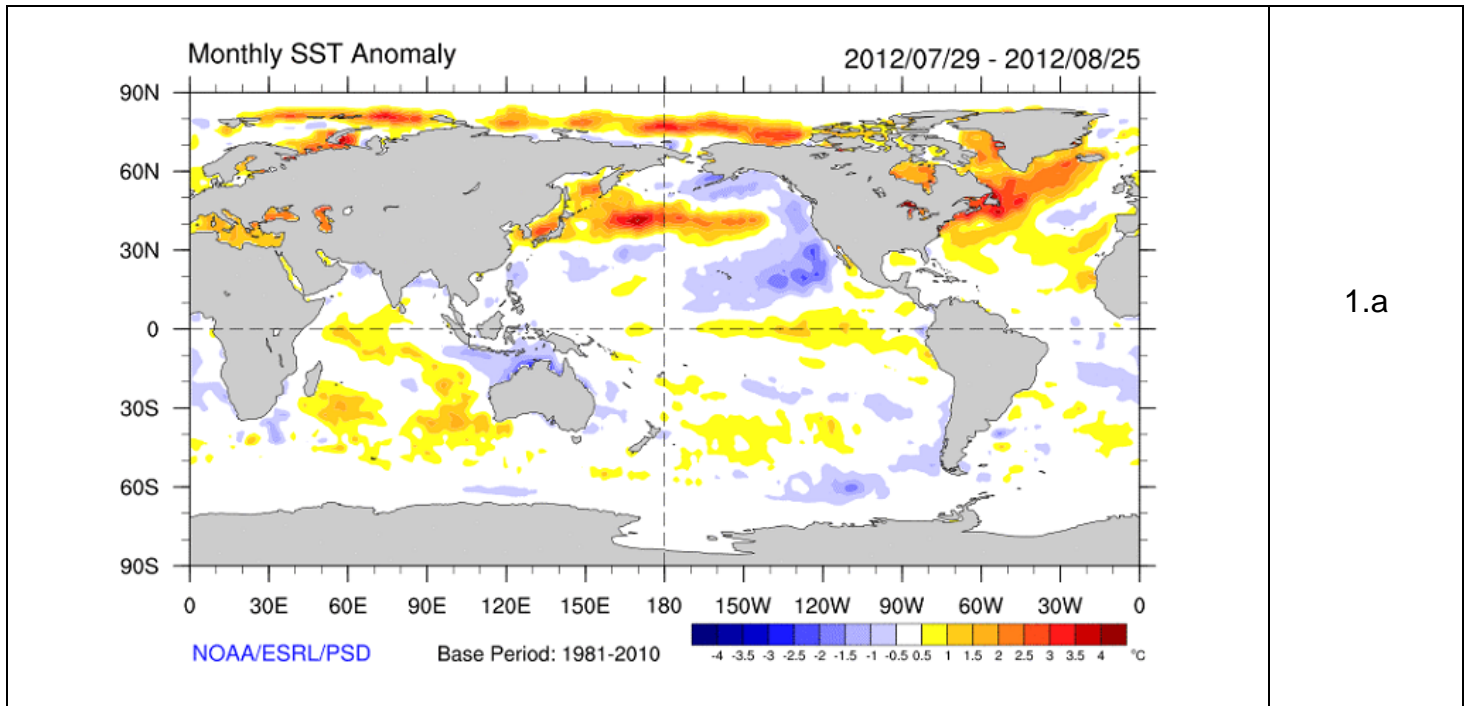 Monthly SST Anomaly 2012/07/29 - 2012/08/25
90N
60N
30N
0
30S
60S
90S
0 30E 60E 90E 120E 150E 180 150W 120W 90W 60W 30W 0
NOAA/ESRL/PSD Base Period: 1981-2010
-4 -3.5 -3 -2.5 -2 -1.5 -1 -0.5 0.5 1 1.5 2 2.5 3 3.5 4 °C
1.a